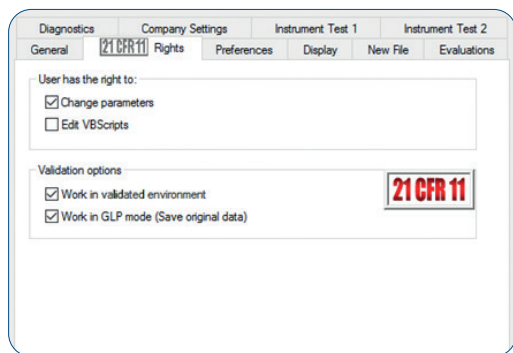 Diagnostics Company Settings Instrument Test 1 Instrument Test 2
General 21 CFR 11 Rights Preferences Display New File Evaluations
User has the right to:
Change parameters
Edit VBScripts
Validation options
Work in validated environment
Work in GLP mode (Save original data)
21 CFR 11